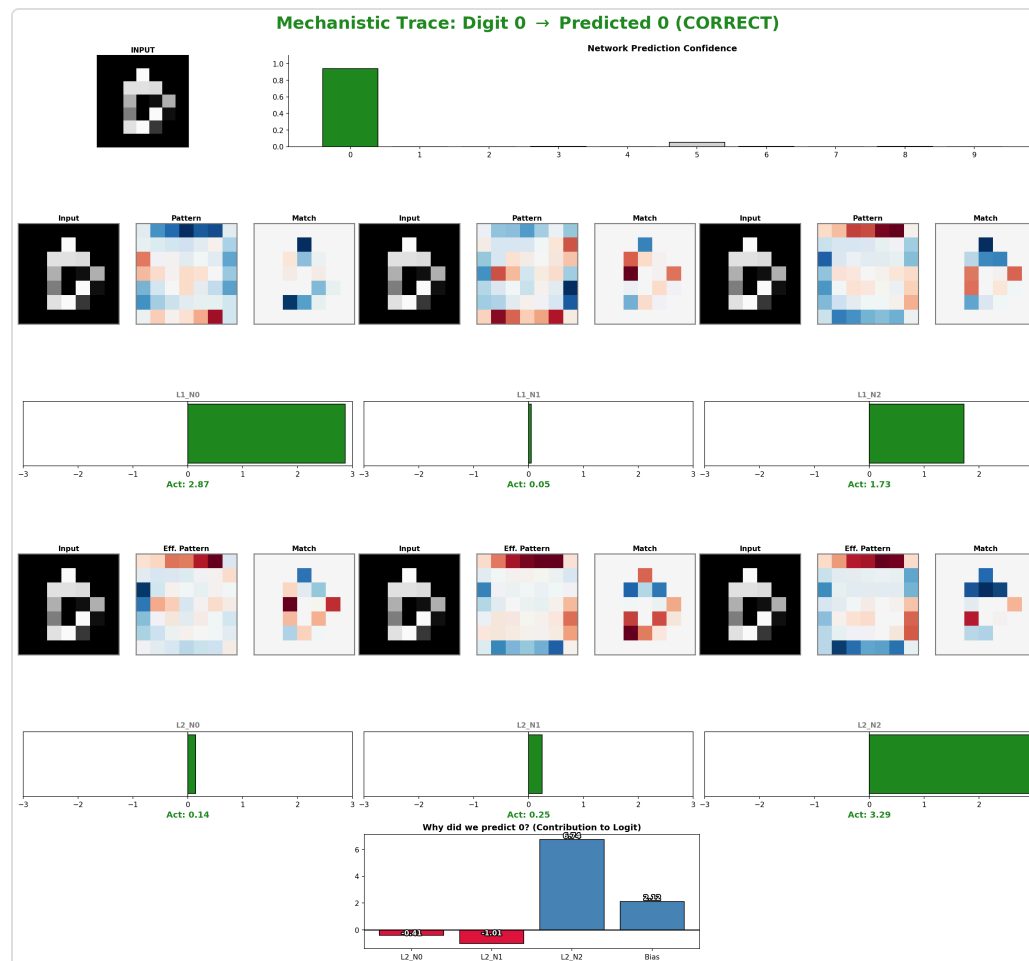 Mechanistic Trace: Digit 0 → Predicted 0 (CORRECT)
INPUT
Network Prediction Confidence
1.0
0.8
0.6
0.4
0.2
0.0
0 1 2 3 4 5 6 7 8 9
Input Pattern Match Input Pattern Match Input Pattern Match
L1_N0 L1_N1 L1_N2
−3 −2 −1 0 1 2 3 −3 −2 −1 0 1 2 3 −3 −2 −1 0 1 2
Act: 2.87 Act: 0.05 Act: 1.73
Input Eff. Pattern Match Input Eff. Pattern Match Input Eff. Pattern Match
L2_N0 L2_N1 L2_N2
−3 −2 −1 0 1 2 3 −3 −2 −1 0 1 2 3 −3 −2 −1 0 1 2
Act: 0.14 Act: 0.25 Act: 3.29
Why did we predict 0? (Contribution to Logit)
6.74
6
4
2.12
2
0
-0.41 -1.01
L2_N0 L2_N1 L2_N2 Bias